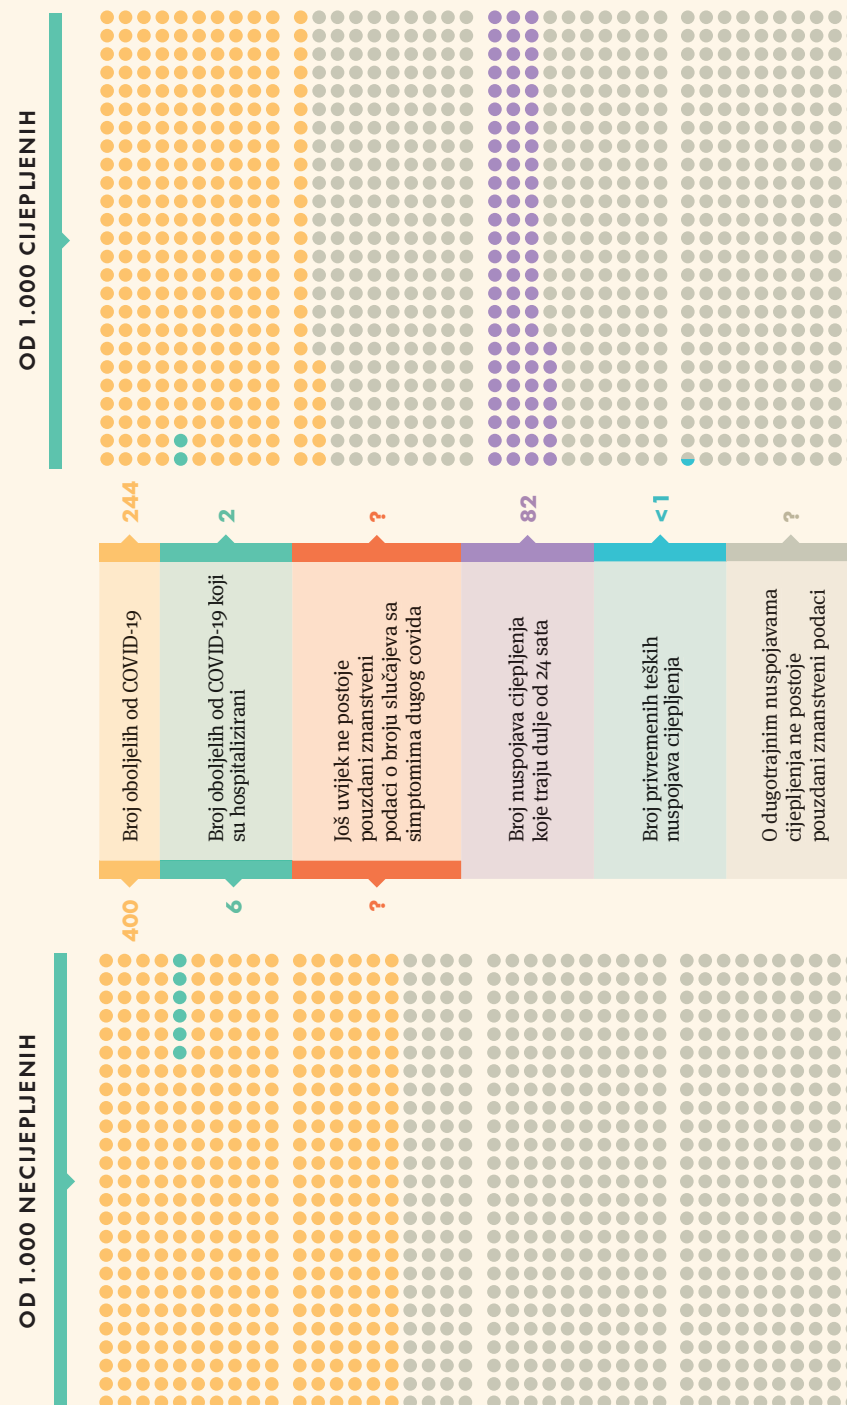 OD 1.000 NECIJEPLJENIH
OD 1.000 CIJEPLJENIH
400
Broj oboljelih od COVID-19
244
6
Broj oboljelih od COVID-19 koji
su hospitalizirani
2
?
Još uvijek ne postoje
pouzdani znanstveni
podaci o broju slučajeva sa
simptomima dugog covida
?
Broj nuspojava cijepljenja
koje traju dulje od 24 sata
82
Broj privremenih teških
nuspojava cijepljenja
<1
O dugotrajnim nuspojavama
cijepljenja ne postoje
pouzdani znanstveni podaci
?